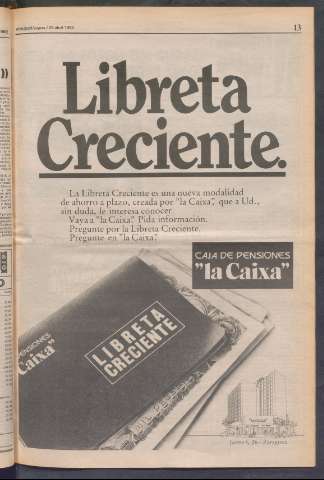 13
Libreta
Creciente.
La Libreta Creciente es una nueva modalidad
de ahorro a plazo, creada por "la Caixa", que a Ud.,
sin duda, le interesa conocer
Vaya a "la Caixa". Pida información.
Pregunte por la Libreta Creciente.
Pregunte en "la Caixa".
CAJA DE PENSIONES
"la Caixa"
PENSIONES
Caixa"
LIBRETA
CRECIENTE